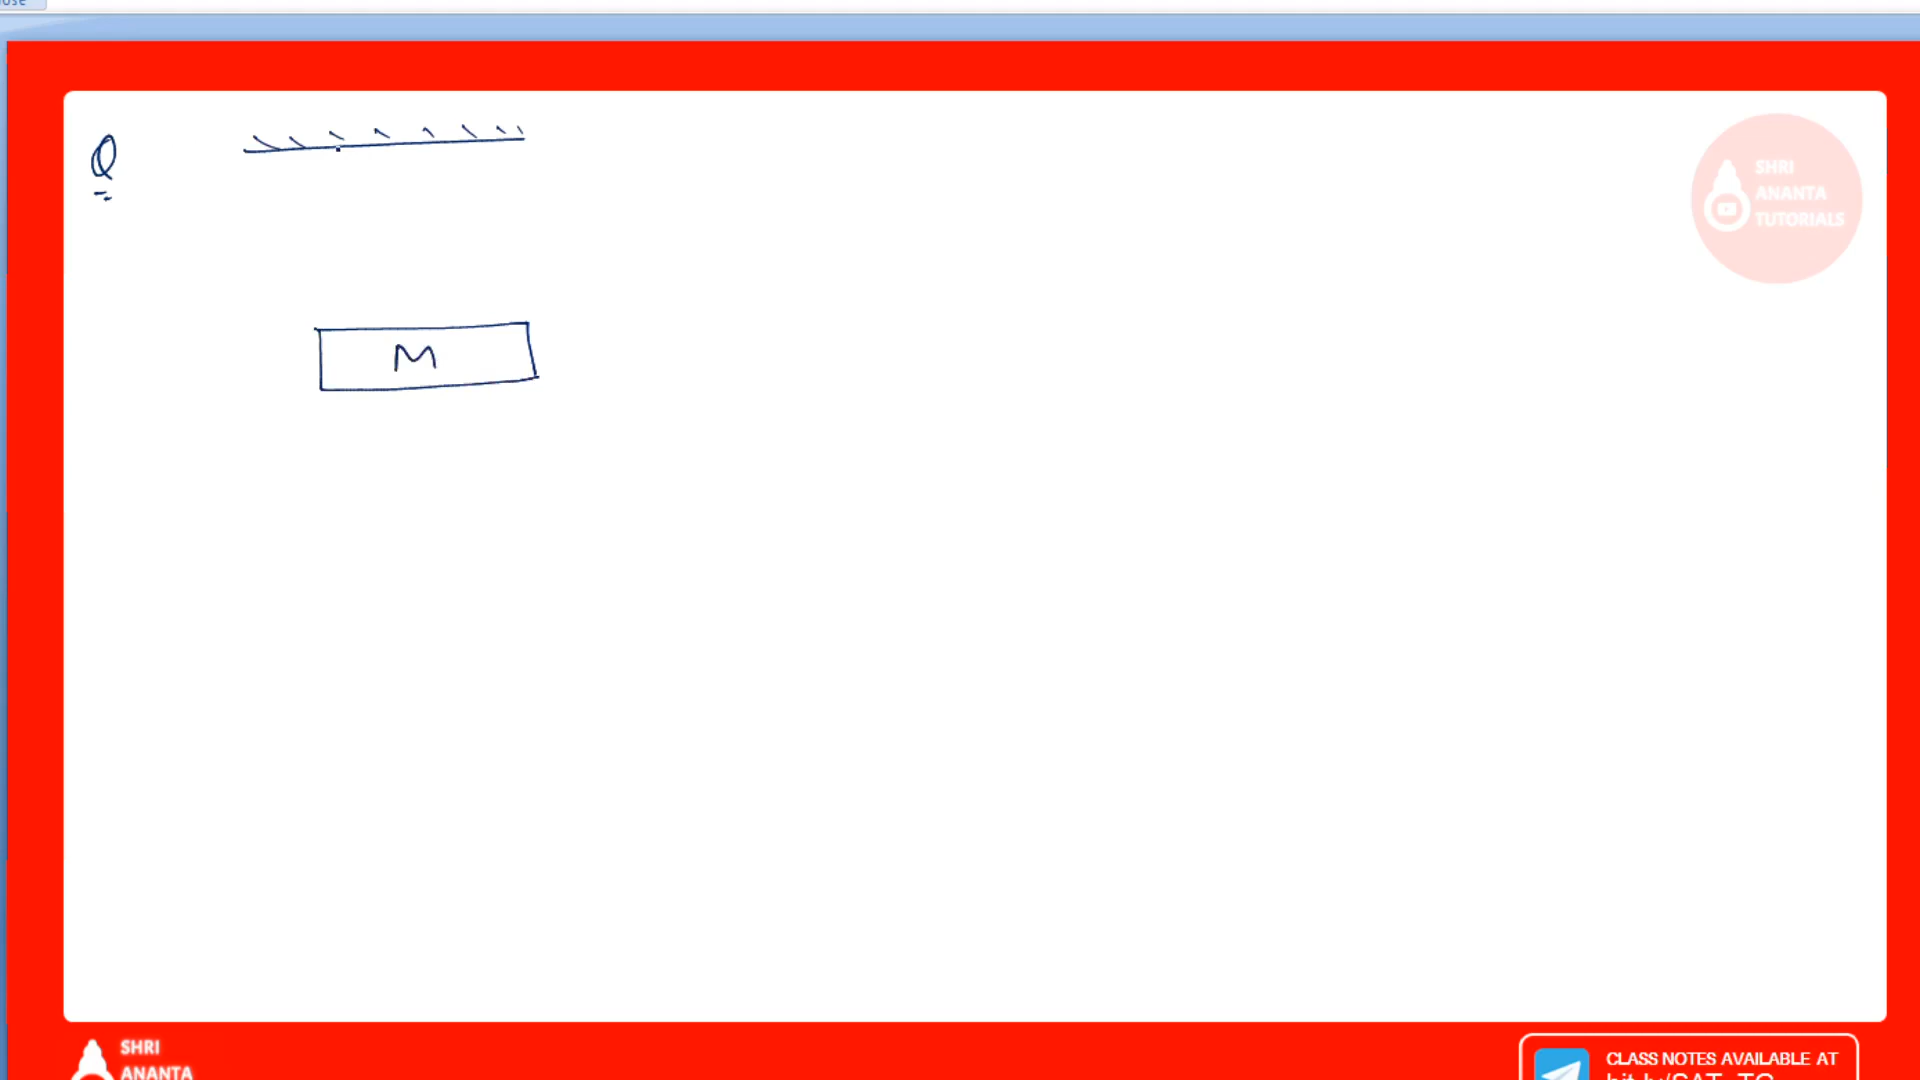 Q
M
SHRI
ANANTA
TUTORIALS
SHRI
ANANTA
CLASS NOTES AVAILABLE AT